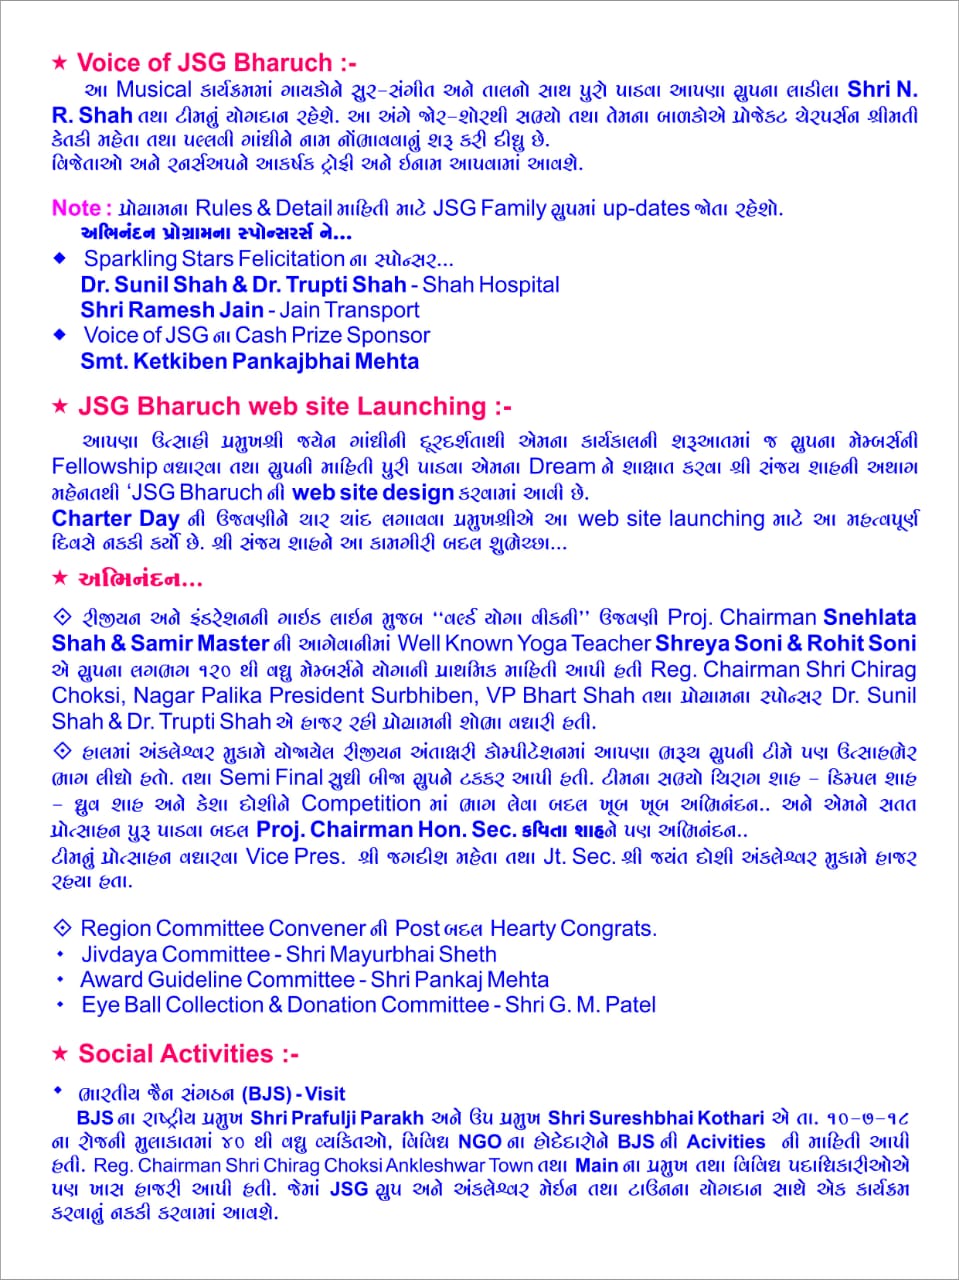 ★ Voice of JSG Bharuch :-
આ Musical કાર્યક્રમમાં ગાયકોને સુર-સંગીત અને તાલનો સાથ પુરો પાડવા આપણા ગ્રુપના લાડીલા Shri N.
R. Shah તથા ટીમનું યોગદાન રહેશે. આ અંગે જોર-શોરથી સભ્યો તથા તેમના બાળકોએ પ્રોજેકટ ચેરપર્સન શ્રીમતી
કેતકી મહેતા તથા પલ્લવી ગાંધીને નામ નોંભાવવાનું શરૂ કરી દીધુ છે.
વિજેતાઓ અને રનર્સઅપને આકર્ષક ટ્રોફી અને ઈનામ આપવામાં આવશે.
Note : પ્રોગ્રામના Rules & Detail માહિતી માટે JSG Family ગ્રુપમાં up-dates જોતા રહેશો.
અભિનંદન પ્રોગ્રામના સ્પોન્સરર્સ ને...
◆ Sparkling Stars Felicitation ના સ્પોન્સર...
Dr. Sunil Shah & Dr. Trupti Shah - Shah Hospital
Shri Ramesh Jain - Jain Transport
◆ Voice of JSG ના Cash Prize Sponsor
Smt. Ketkiben Pankajbhai Mehta
★ JSG Bharuch web site Launching :-
આપણા ઉત્સાહી પ્રમુખશ્રી જયેન ગાંધીની દૂરદર્શતાથી એમના કાર્યકાલની શરૂઆતમાં જ ગ્રુપના મેમ્બર્સની
Fellowship વધારવા તથા ગ્રુપની માહિતી પુરી પાડવા એમના Dream ને શાક્ષાત કરવા શ્રી સંજય શાહની અથાગ
મહેનતથી ‘JSG Bharuch ની web site design કરવામાં આવી છે.
Charter Day ની ઉજવણીને ચાર ચાંદ લગાવવા પ્રમુખશ્રીએ આ web site launching માટે આ મહત્વપૂર્ણ
દિવસે નકકી કર્યો છે. શ્રી સંજય શાહને આ કામગીરી બદલ શુભેચ્છા...
★ અભિનંદન...
◈ રીજીયન અને ફંડરેશનની ગાઈડ લાઈન મુજબ “વર્લ્ડ યોગા વીકની” ઉજવણી Proj. Chairman Snehlata
Shah & Samir Master ની આગેવાનીમાં Well Known Yoga Teacher Shreya Soni & Rohit Soni
એ ગ્રુપના લગભગ ૧૨૦ થી વધુ મેમ્બર્સને યોગાની પ્રાથમિક માહિતી આપી હતી Reg. Chairman Shri Chirag
Choksi, Nagar Palika President Surbhiben, VP Bhart Shah તથા પ્રોગ્રામના સ્પોન્સર Dr. Sunil
Shah & Dr. Trupti Shah એ હાજર રહી પ્રોગ્રામની શોભા વધારી હતી.
◈ હાલમાં અંકલેશ્વર મુકામે યોજાયેલ રીજીયન અંતાક્ષરી કોમ્પીટેશનમાં આપણા ભરૂચ ગ્રુપની ટીમે પણ ઉત્સાહભેર
ભાગ લીધો હતો. તથા Semi Final સુધી બીજા ગ્રુપને ટકકર આપી હતી. ટીમના સભ્યો ચિરાગ શાહ - ડિમ્પલ શાહ
- ધ્રુવ શાહ અને કેશા દોશીને Competition માં ભાગ લેવા બદલ ખૂબ ખૂબ અભિનંદન.. અને એમને સતત
પ્રોત્સાહન પુરૂ પાડવા બદલ Proj. Chairman Hon. Sec. કવિતા શાહને પણ અભિનંદન..
ટીમનું પ્રોત્સાહન વધારવા Vice Pres. શ્રી જગદીશ મહેતા તથા Jt. Sec. શ્રી જયંત દોશી અંકલેશ્વર મુકામે હાજર
રહયા હતા.
◈ Region Committee Convener ની Post બદલ Hearty Congrats.
• Jivdaya Committee - Shri Mayurbhai Sheth
• Award Guideline Committee - Shri Pankaj Mehta
• Eye Ball Collection & Donation Committee - Shri G. M. Patel
★ Social Activities :-
◆ ભારતીય જૈન સંગઠન (BJS) - Visit
BJS ના રાષ્ટ્રીય પ્રમુખ Shri Prafulji Parakh અને ઉપ પ્રમુખ Shri Sureshbhai Kothari એ તા. ૧૦-૭-૧૮
ના રોજની મુલાકાતમાં ૪૦ થી વધુ વ્યકિતઓ, વિવિધ NGO ના હોદેદારોને BJS ની Acivities ની માહિતી આપી
હતી. Reg. Chairman Shri Chirag Choksi Ankleshwar Town તથા Main ના પ્રમુખ તથા વિવિધ પદાધિકારીઓએ
પણ ખાસ હાજરી આપી હતી. જેમાં JSG ગ્રુપ અને અંકલેશ્વર મેઈન તથા ટાઉનના યોગદાન સાથે એક કાર્યક્રમ
કરવાનું નકકી કરવામાં આવશે.